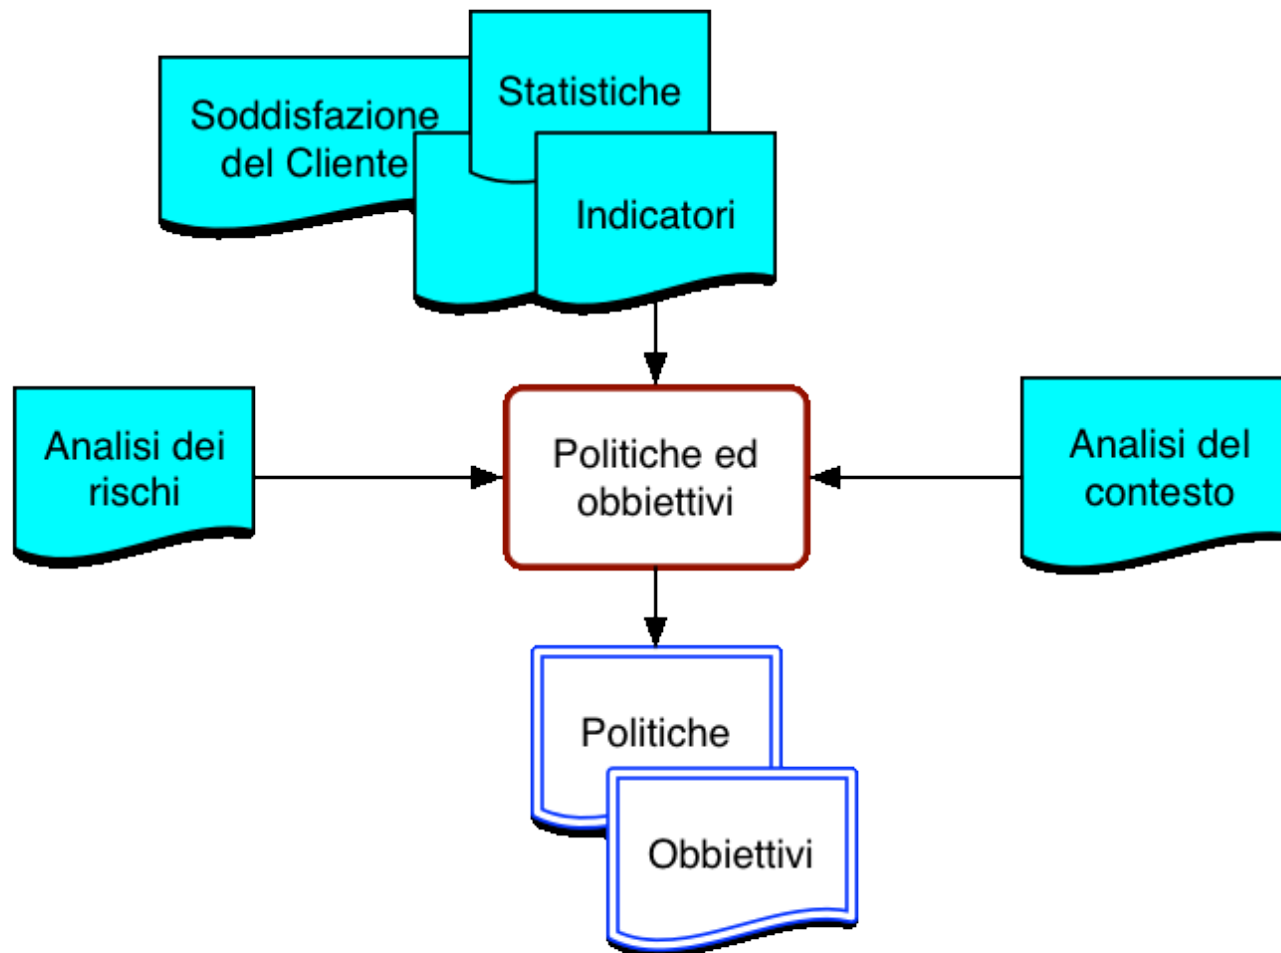 Statistiche
Soddisfazione
del Cliente
Indicatori
Analisi dei
rischi
Politiche ed
obbiettivi
Analisi del
contesto
Politiche
Obbiettivi